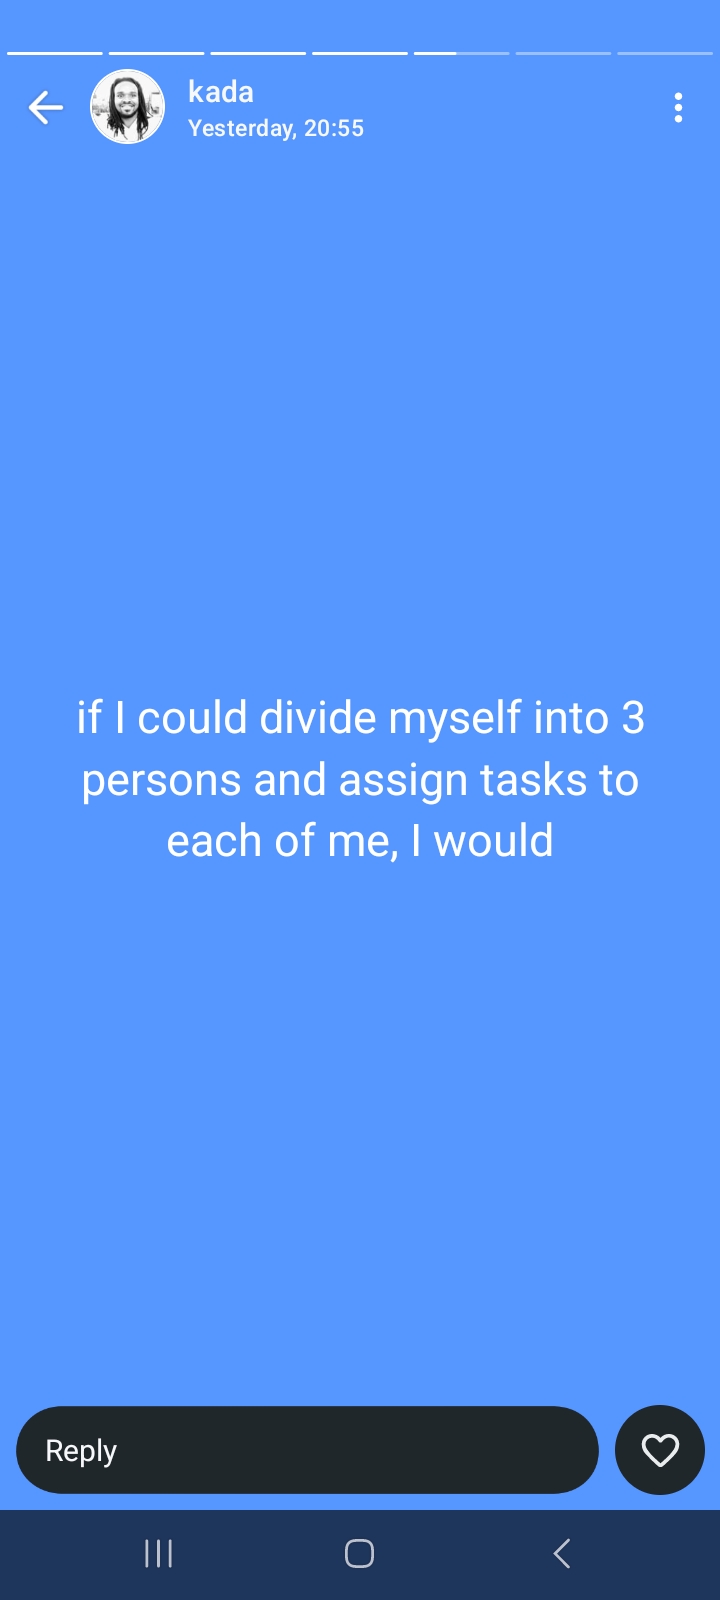 kada
Yesterday, 20:55
if I could divide myself into 3
persons and assign tasks to
each of me, I would
Reply